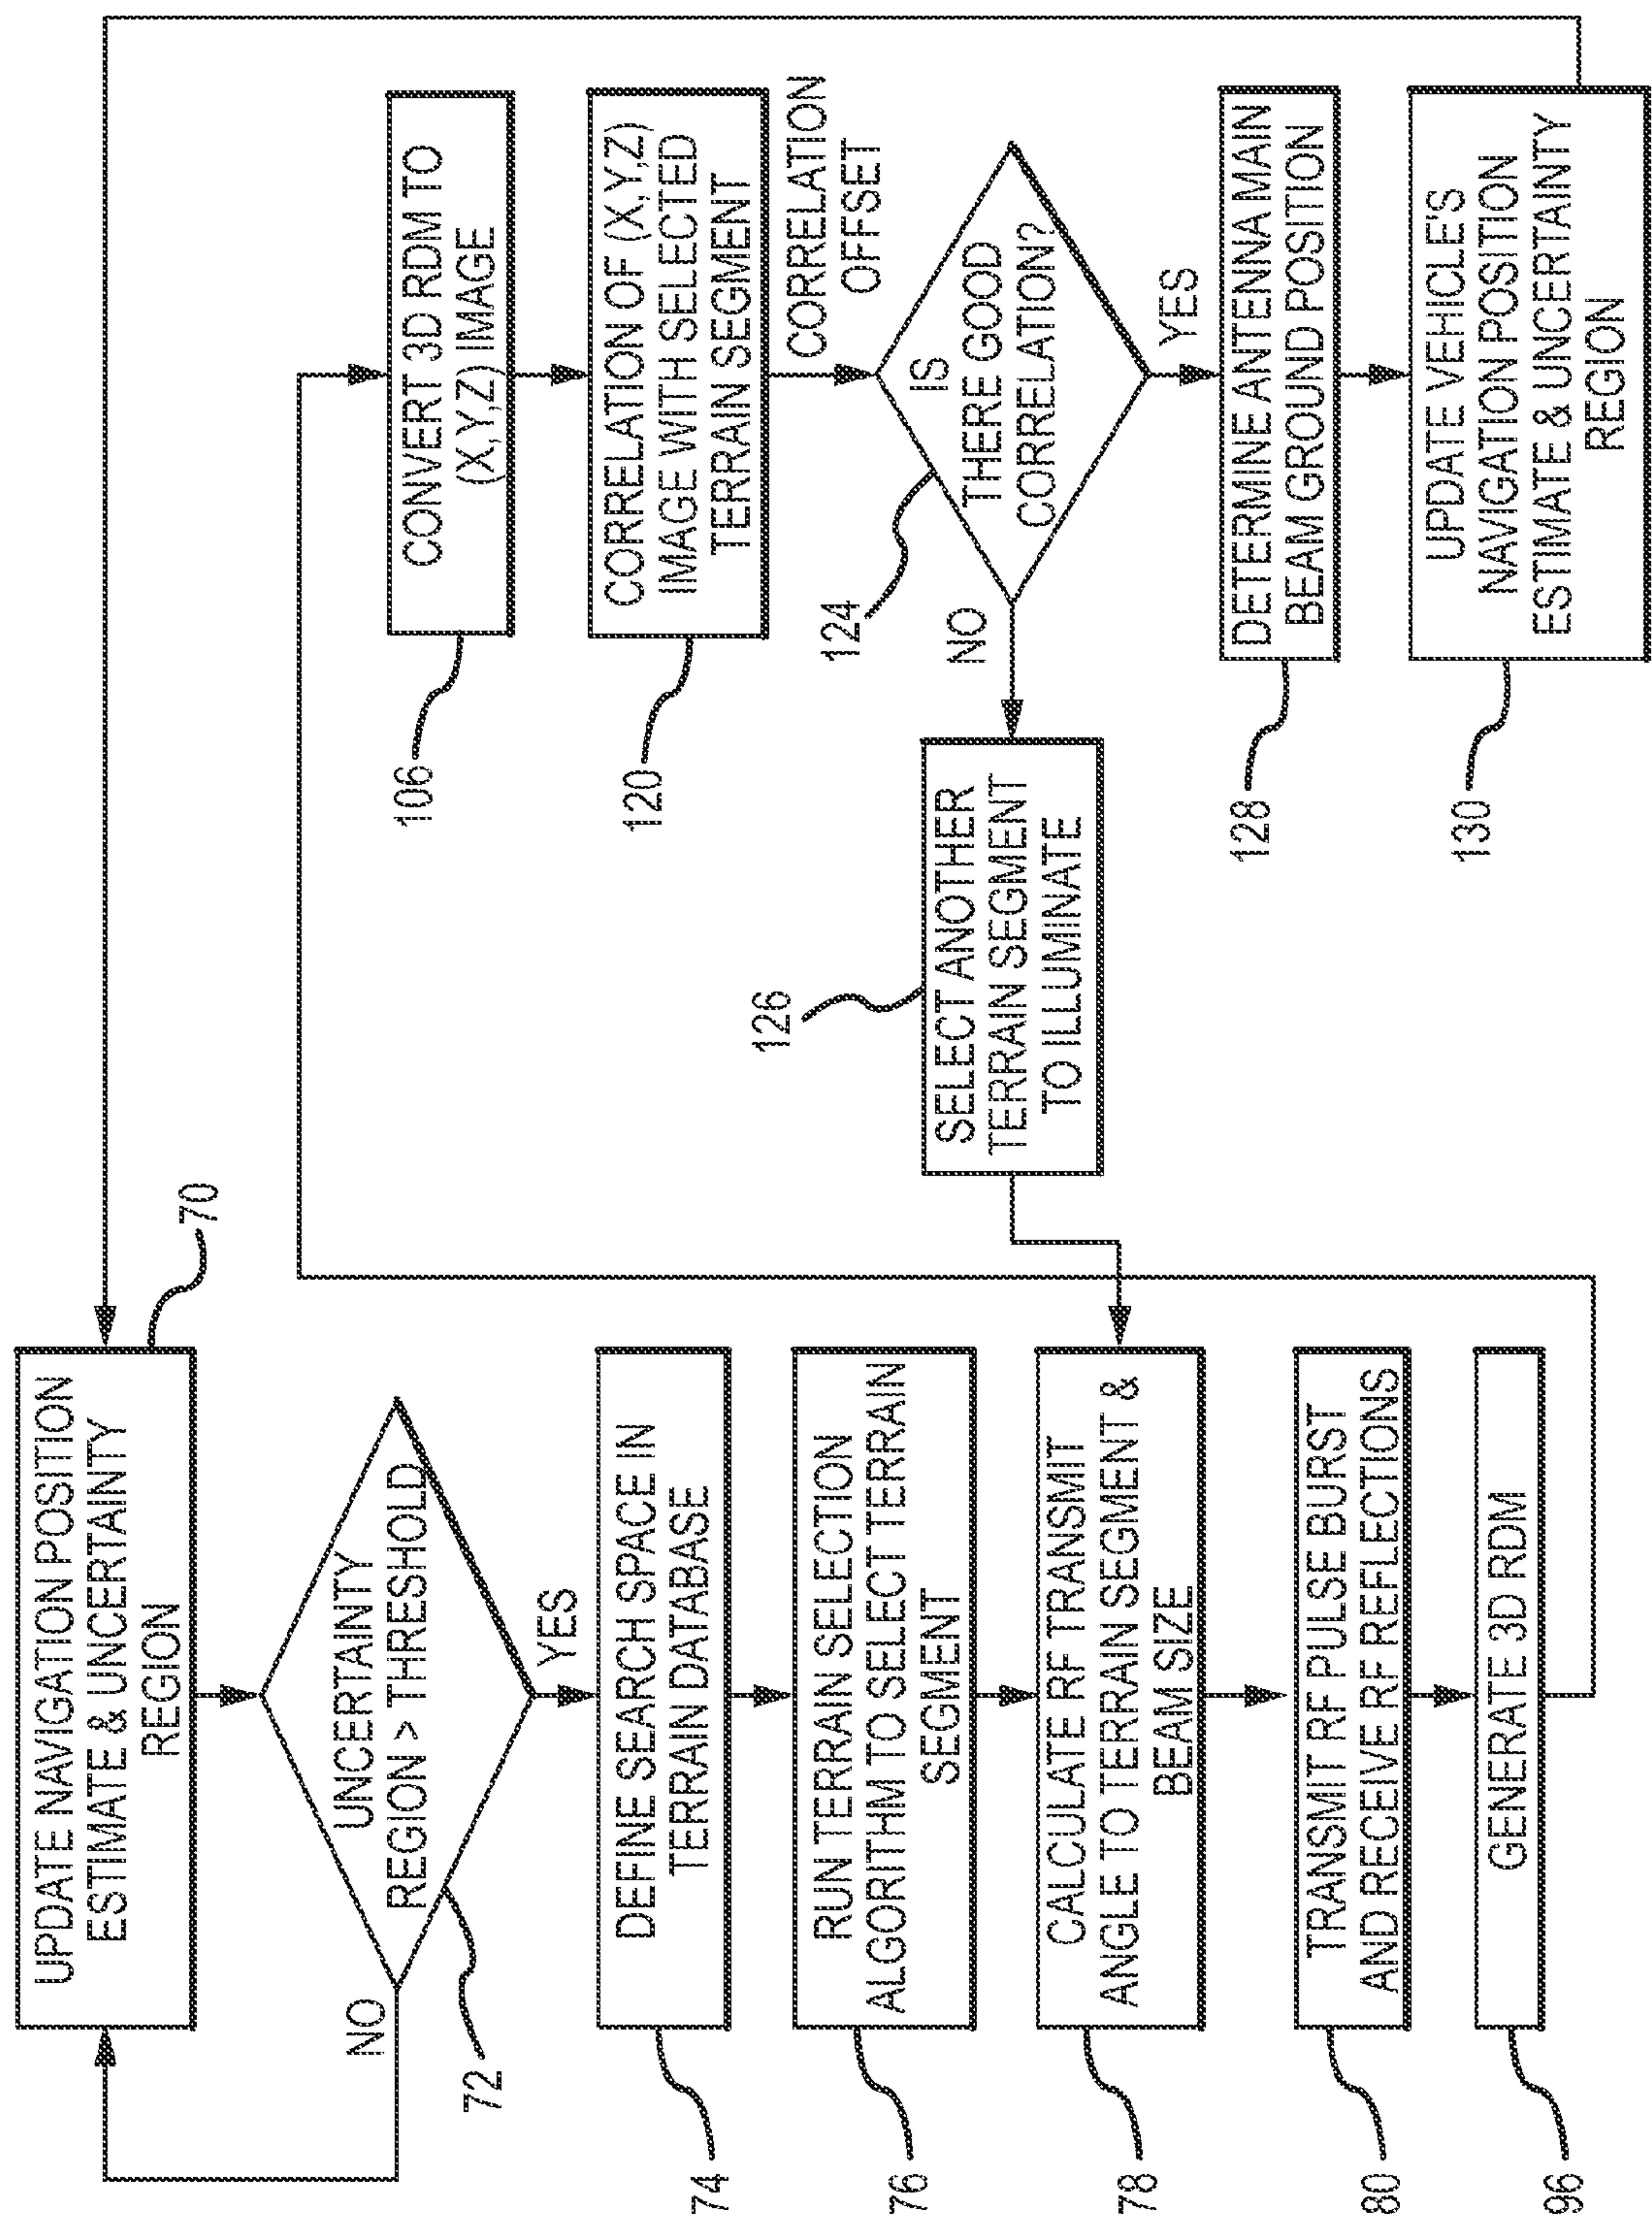 UPDATE NAVIGATION POSITION
ESTIMATE & UNCERTAINTY
REGION
70
UNCERTAINTY
REGION > THRESHOLD
NO
YES
72
DEFINE SEARCH SPACE IN
TERRAIN DATABASE
74
RUN TERRAIN SELECTION
ALGORITHM TO SELECT TERRAIN
SEGMENT
76
CALCULATE RF TRANSMIT
ANGLE TO TERRAIN SEGMENT &
BEAM SIZE
78
TRANSMIT RF PULSE BURST
AND RECEIVE RF REFLECTIONS
80
GENERATE 3D RDM
96
CONVERT 3D RDM TO
(X,Y,Z) IMAGE
106
CORRELATION OF (X,Y,Z)
IMAGE WITH SELECTED
TERRAIN SEGMENT
120
CORRELATION
OFFSET
IS
THERE GOOD
CORRELATION?
124
NO
YES
SELECT ANOTHER
TERRAIN SEGMENT
TO ILLUMINATE
126
DETERMINE ANTENNA MAIN
BEAM GROUND POSITION
128
UPDATE VEHICLE'S
NAVIGATION POSITION
ESTIMATE & UNCERTAINTY
REGION
130